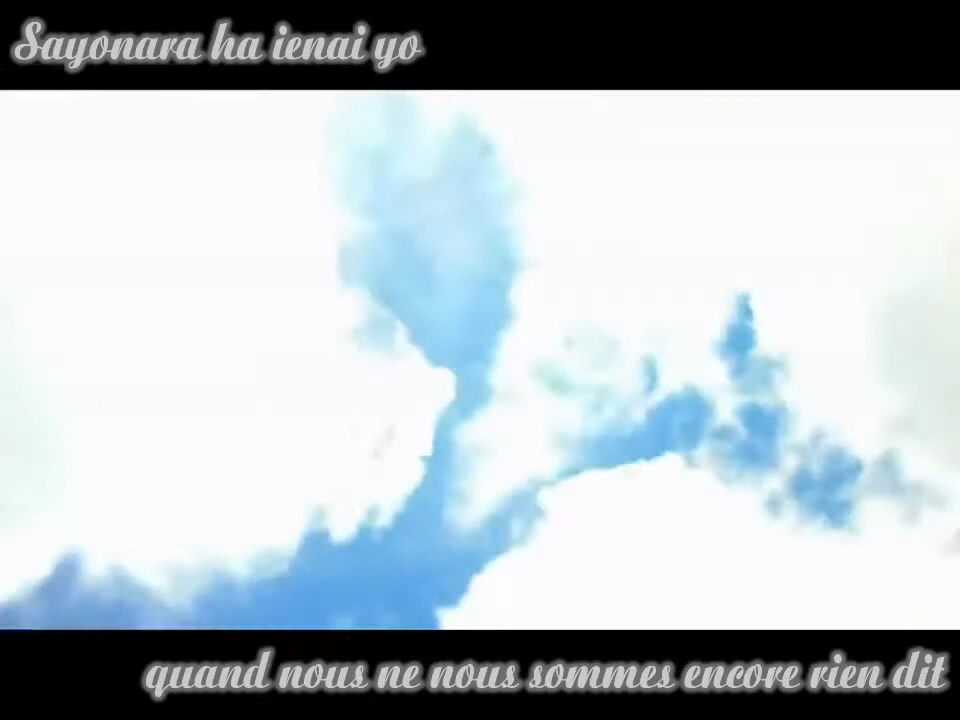 Sayonara ha ienai yo
quand nous ne nous sommes encore rien dit